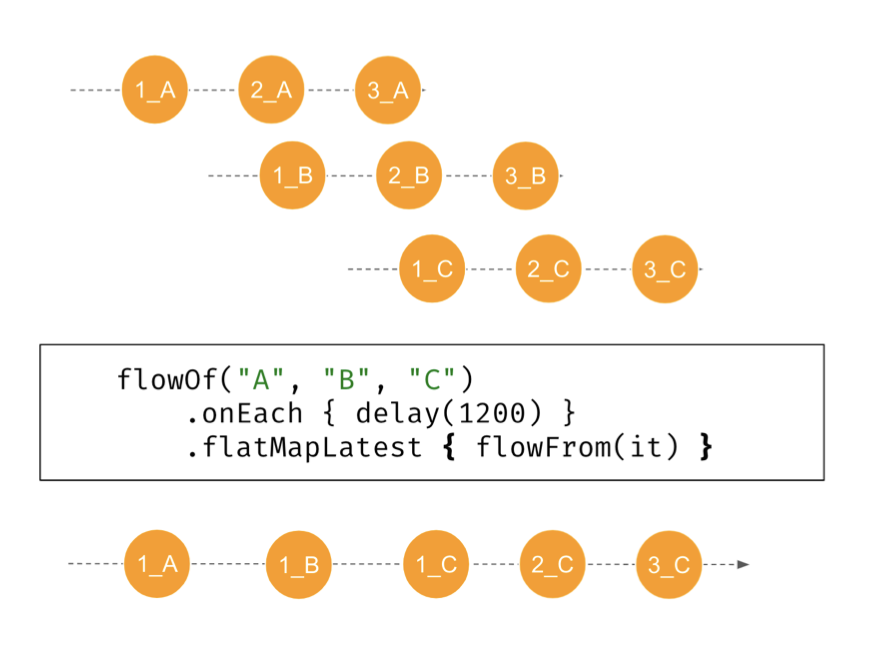 1_A 2_A 3_A
1_B 2_B 3_B
1_C 2_C 3_C
flowOf("A", "B", "C")
.onEach { delay(1200) }
.flatMapLatest { flowFrom(it) }
1_A 1_B 1_C 2_C 3_C